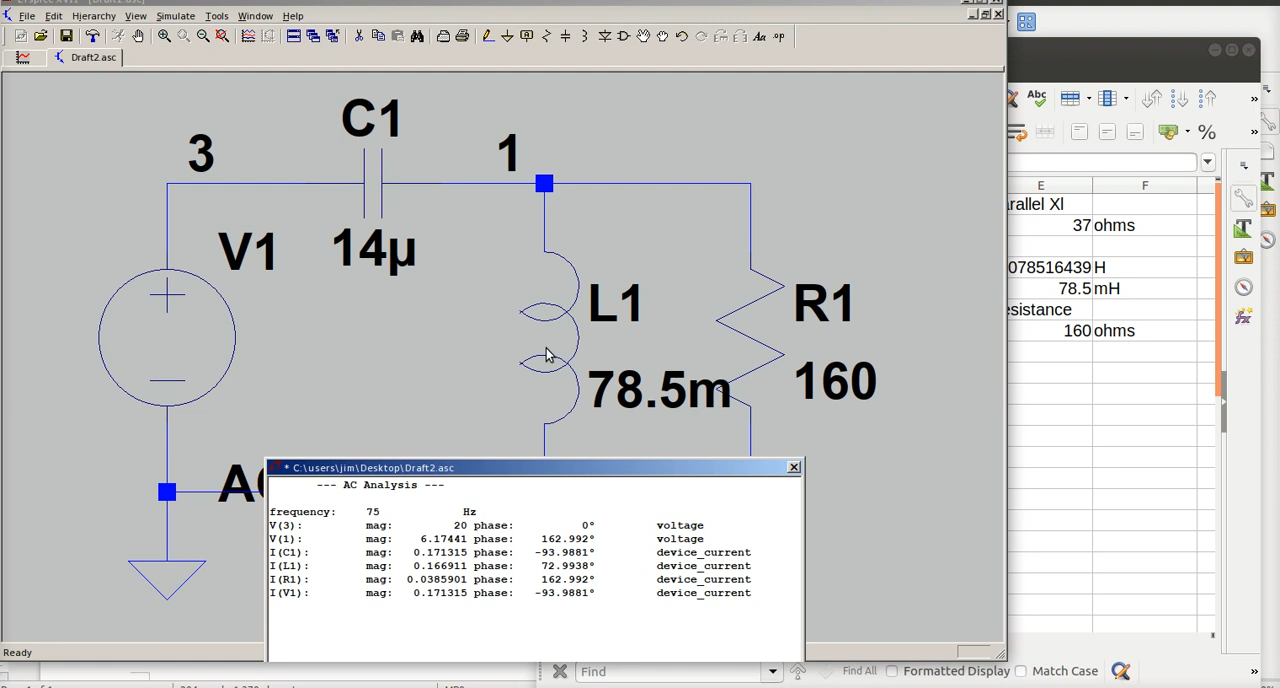 File Edit Hierarchy View Simulate Tools Window Help
Aa .op
Draft2.asc
C1
3
1
V1
14µ
L1
R1
78.5m
160
* C:\users\jim\Desktop\Draft2.asc
--- AC Analysis ---
frequency: 75 Hz
V(3): mag: 20 phase: 0° voltage
V(1): mag: 6.17441 phase: 162.992° voltage
I(C1): mag: 0.171315 phase: -93.9881° device_current
I(L1): mag: 0.166911 phase: 72.9938° device_current
I(R1): mag: 0.0385901 phase: 162.992° device_current
I(V1): mag: 0.171315 phase: -93.9881° device_current
Ready
Abc
%
E F
rallel Xl
37 ohms
078516439 H
78.5 mH
esistance
160 ohms
Find Find All Formatted Display Match Case